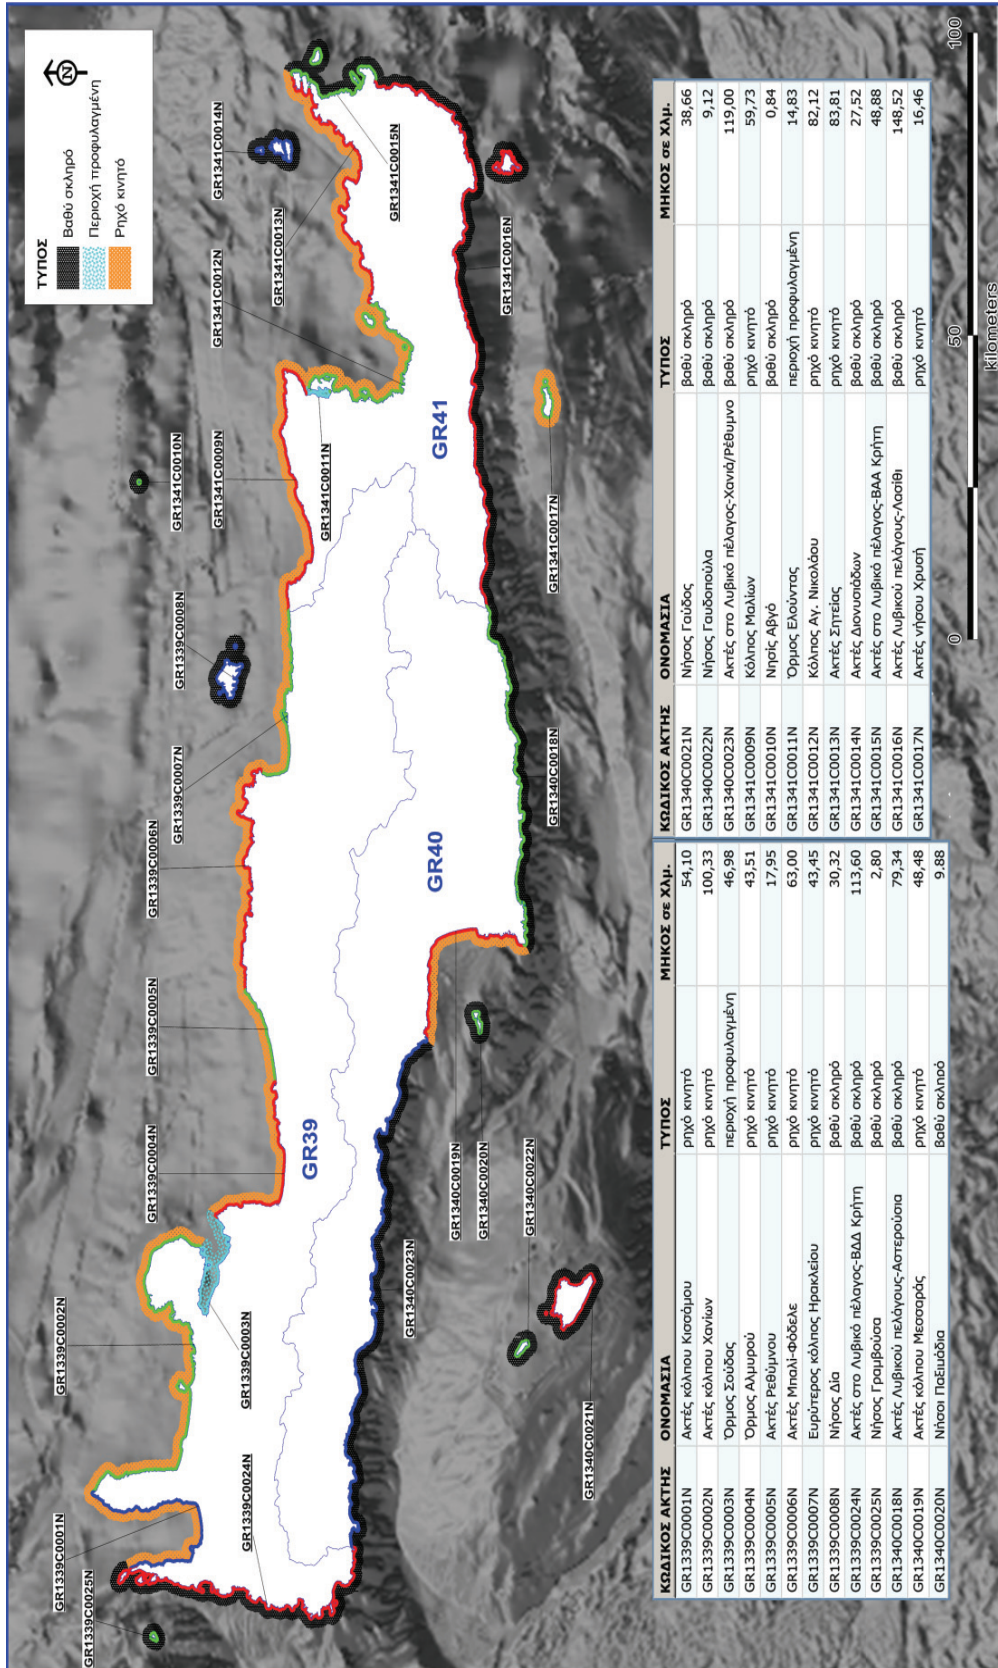 ΤΥΠΟΣ
Βαθύ σκληρό
Περιοχή προφυλαγμένη
Ρηχό κινητό
N
GR1339C0025N
GR1339C0001N
GR1339C0002N
GR1339C0003N
GR1339C0024N
GR1339C0004N
GR1339C0005N
GR1339C0006N
GR1339C0007N
GR1339C0008N
GR1341C0009N
GR1341C0010N
GR1341C0011N
GR1341C0012N
GR1341C0013N
GR1341C0014N
GR1341C0015N
GR1341C0016N
GR1341C0017N
GR1340C0018N
GR1340C0019N
GR1340C0020N
GR1340C0022N
GR1340C0021N
GR1340C0023N
GR39
GR40
GR41
ΚΩΔΙΚΟΣ ΑΚΤΗΣ ΟΝΟΜΑΣΙΑ ΤΥΠΟΣ ΜΗΚΟΣ σε Χλμ.
GR1339C0001N Ακτές κόλπου Κισσάμου ρηχό κινητό 54,10
GR1339C0002N Ακτές κόλπου Χανίων ρηχό κινητό 100,33
GR1339C0003N Όρμος Σούδας περιοχή προφυλαγμένη 46,98
GR1339C0004N Όρμος Αλμυρού ρηχό κινητό 43,51
GR1339C0005N Ακτές Ρεθύμνου ρηχό κινητό 17,95
GR1339C0006N Ακτές Μπαλί-Φόδελε ρηχό κινητό 63,00
GR1339C0007N Ευρύτερος κόλπος Ηρακλείου ρηχό κινητό 43,45
GR1339C0008N Νήσος Δία βαθύ σκληρό 30,32
GR1339C0024N Ακτές στο Λυβικό πέλαγος-ΒΔΔ Κρήτη βαθύ σκληρό 113,60
GR1339C0025N Νήσος Γραμβούσα βαθύ σκληρό 2,80
GR1340C0018N Ακτές Λυβικού πελάγους-Αστερούσια βαθύ σκληρό 79,34
GR1340C0019N Ακτές κόλπου Μεσσαράς ρηχό κινητό 48,48
GR1340C0020N Νήσοι Παξιμάδια βαθύ σκληρό 9,88
ΚΩΔΙΚΟΣ ΑΚΤΗΣ ΟΝΟΜΑΣΙΑ ΤΥΠΟΣ ΜΗΚΟΣ σε Χλμ.
GR1340C0021N Νήσος Γαύδος βαθύ σκληρό 38,66
GR1340C0022N Νήσος Γαυδοπούλα βαθύ σκληρό 9,12
GR1340C0023N Ακτές στο Λυβικό πέλαγος-Χανιά/Ρέθυμνο βαθύ σκληρό 119,00
GR1341C0009N Κόλπος Μαλίων ρηχό κινητό 59,73
GR1341C0010N Νησίς Αβγό βαθύ σκληρό 0,84
GR1341C0011N Όρμος Ελούντας περιοχή προφυλαγμένη 14,83
GR1341C0012N Κόλπος Αγ. Νικολάου ρηχό κινητό 82,12
GR1341C0013N Ακτές Σητείας ρηχό κινητό 83,81
GR1341C0014N Ακτές Διονυσιάδων βαθύ σκληρό 27,52
GR1341C0015N Ακτές στο Λυβικό πέλαγος-ΒΑΑ Κρήτη βαθύ σκληρό 48,88
GR1341C0016N Ακτές Λυβικού πελάγους-Λασίθι βαθύ σκληρό 148,52
GR1341C0017N Ακτές νήσου Χρυσή ρηχό κινητό 16,46
0 50 100
kilometers